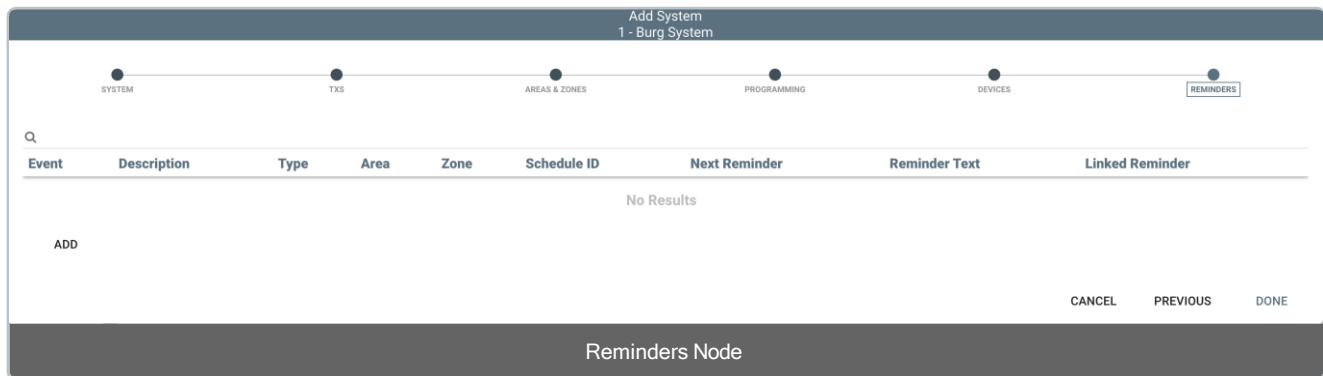 Add System
1 - Burg System
SYSTEM TXS AREAS & ZONES PROGRAMMING DEVICES REMINDERS
Event Description Type Area Zone Schedule ID Next Reminder Reminder Text Linked Reminder
No Results
ADD
CANCEL PREVIOUS DONE
Reminders Node